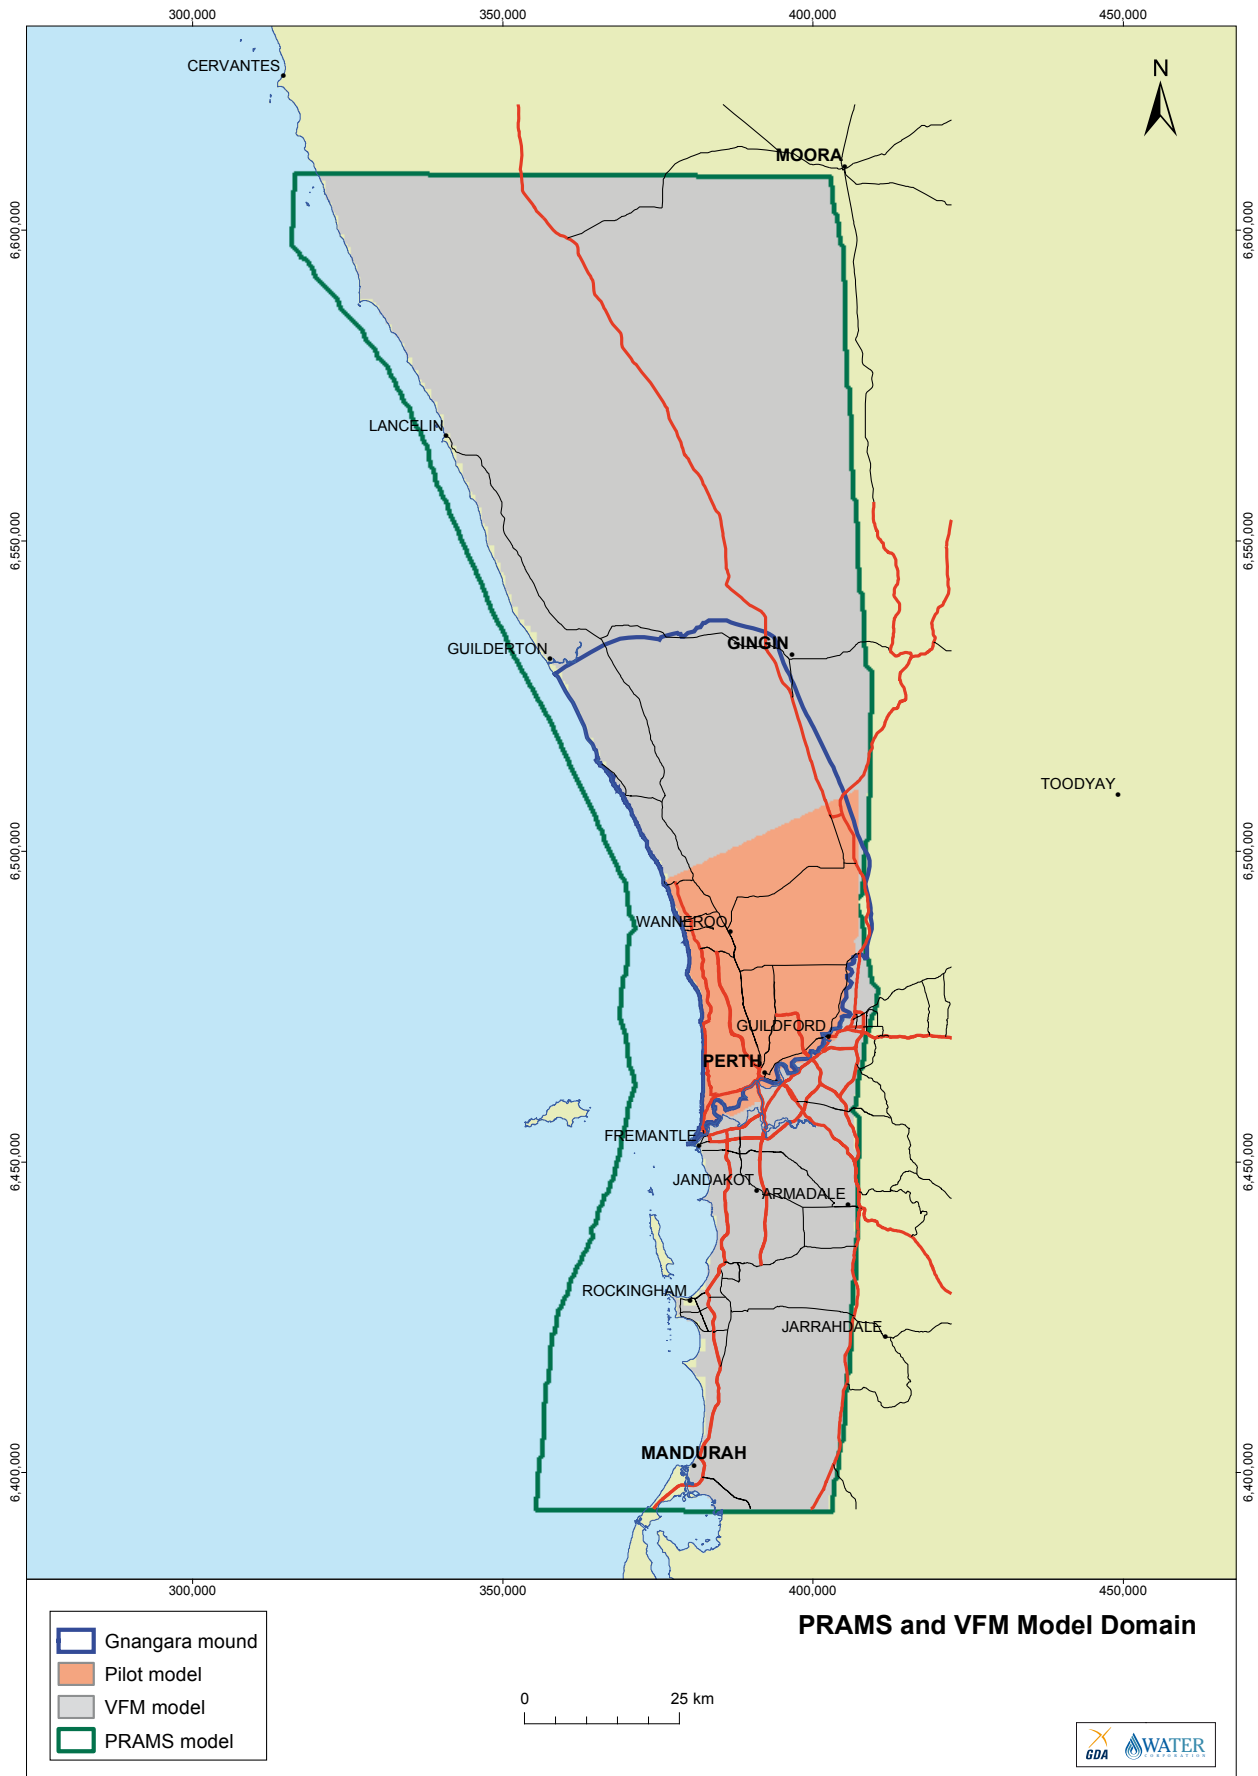 300,000 350,000 400,000 450,000
CERVANTES
N
MOORA
6,600,000 6,600,000
LANCELIN
6,550,000 6,550,000
GUILDERTON
GINGIN
TOODYAY
6,500,000 6,500,000
WANNEROO
GUILDFORD
PERTH
FREMANTLE
6,450,000 6,450,000
JANDAKOT
ARMADALE
ROCKINGHAM
JARRAHDALE
MANDURAH
6,400,000 6,400,000
300,000 350,000 400,000 450,000
PRAMS and VFM Model Domain
Gnangara mound
Pilot model
VFM model
PRAMS model
0 25 km
GDA
WATER
CORPORATION